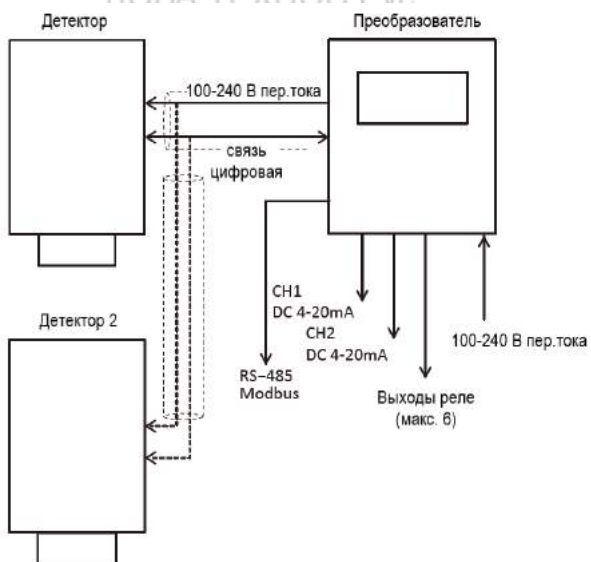 Детектор
Преобразователь
100-240 В пер.тока
связь
цифровая
CH1
DC 4-20mA
CH2
DC 4-20mA
100-240 В пер.тока
Детектор 2
RS-485
Modbus
Выходы реле
(макс. 6)